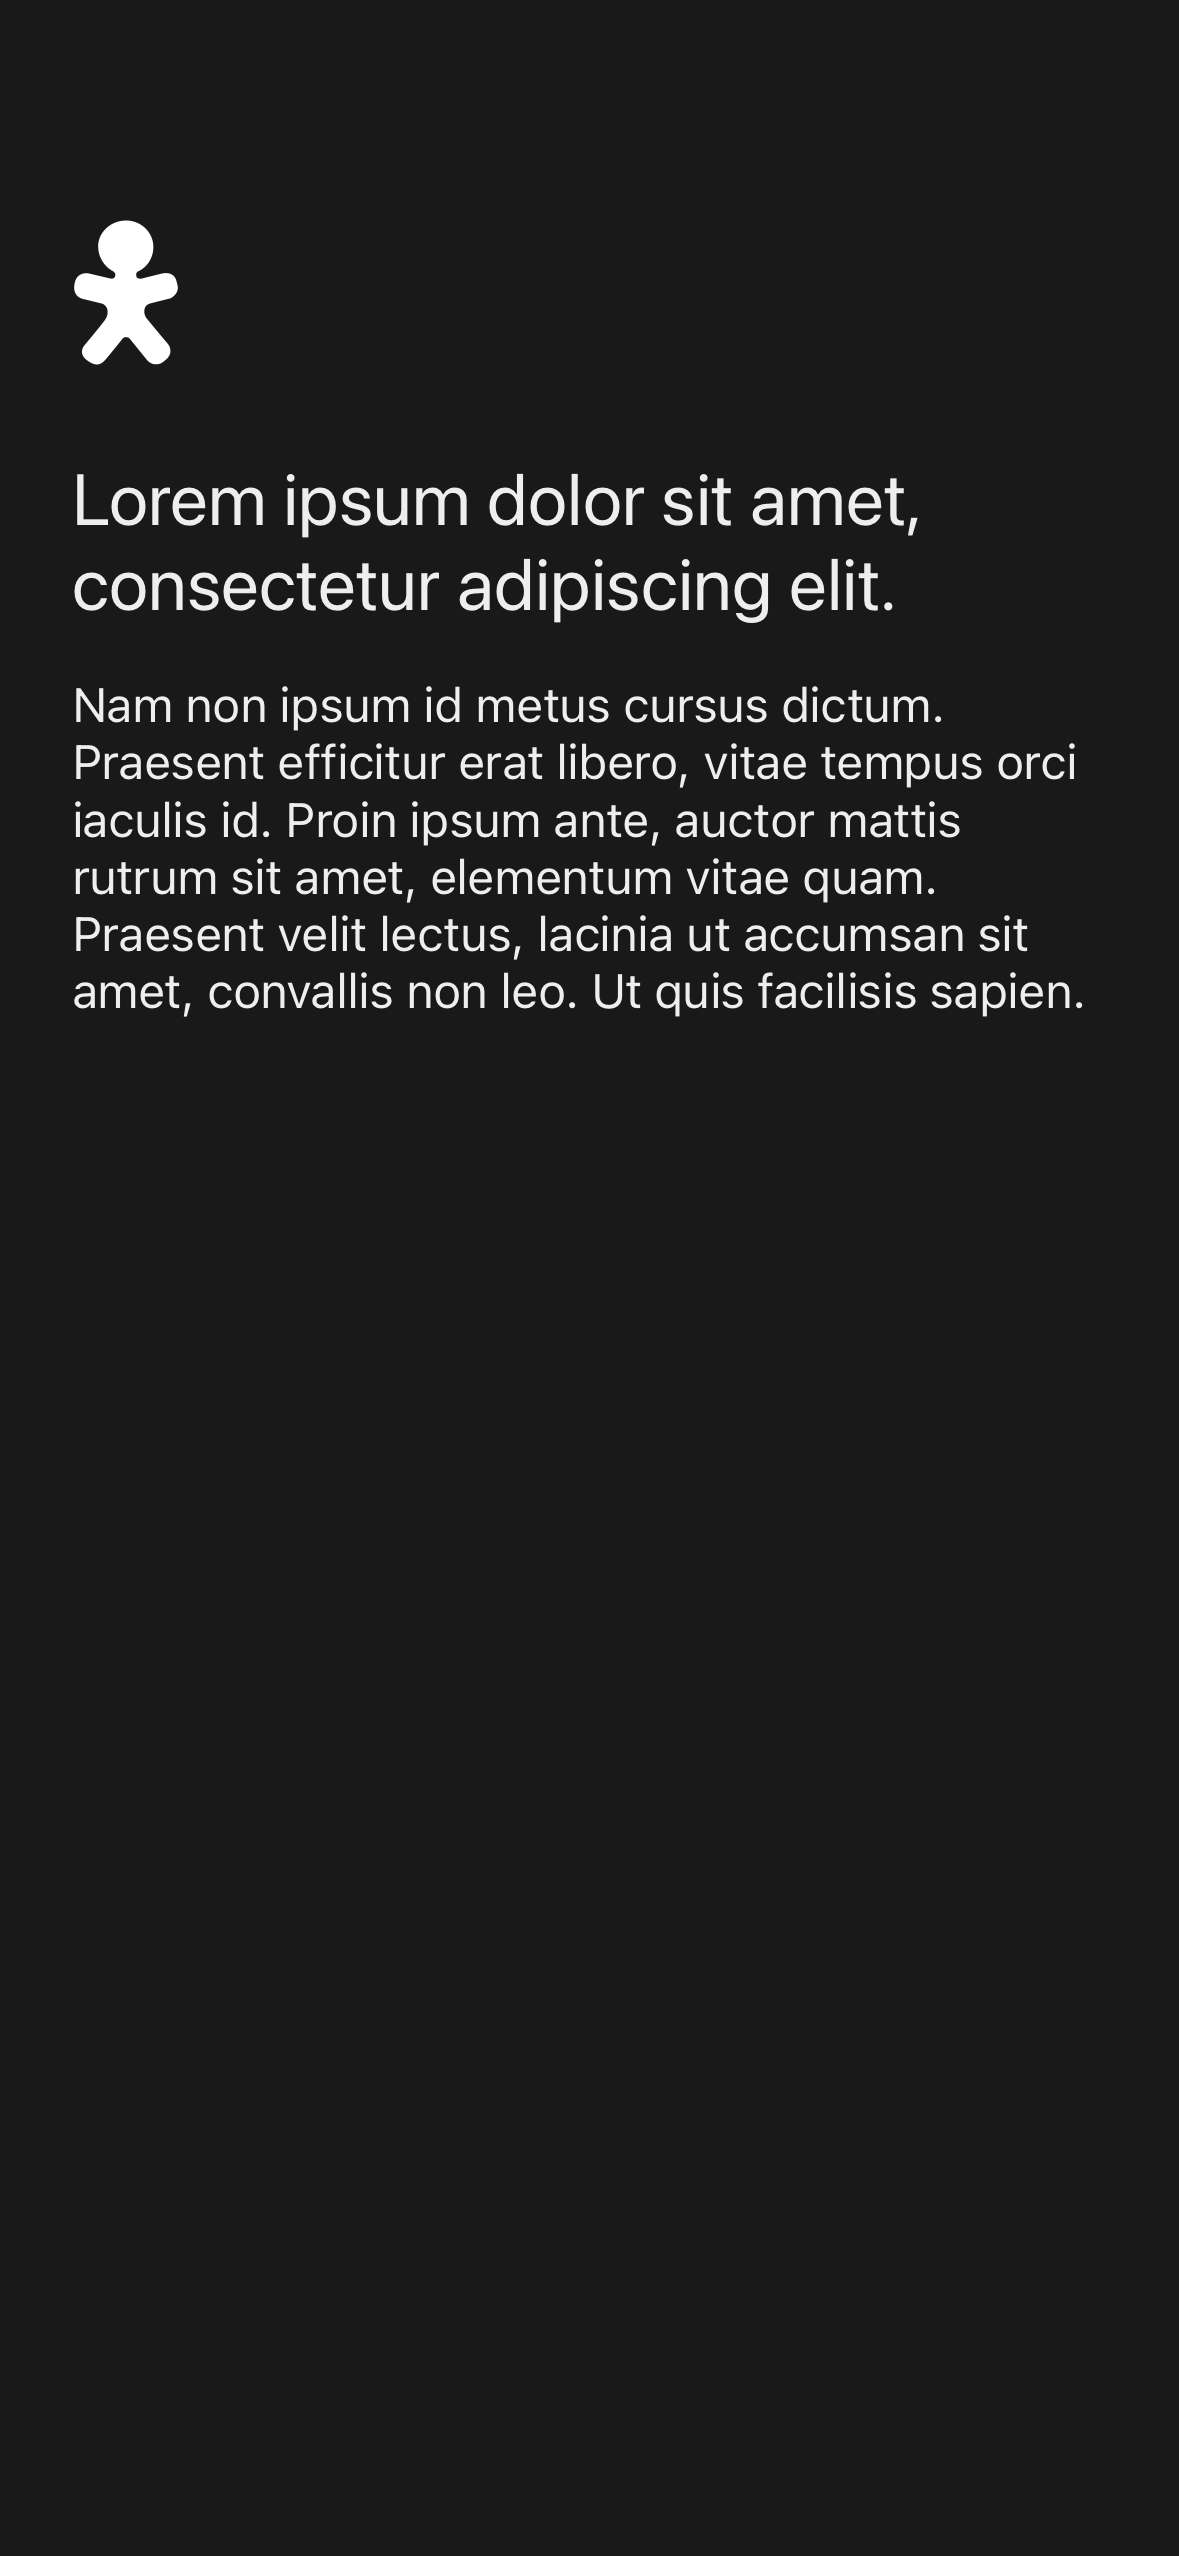 Lorem ipsum dolor sit amet,
consectetur adipiscing elit.
Nam non ipsum id metus cursus dictum.
Praesent efficitur erat libero, vitae tempus orci
iaculis id. Proin ipsum ante, auctor mattis
rutrum sit amet, elementum vitae quam.
Praesent velit lectus, lacinia ut accumsan sit
amet, convallis non leo. Ut quis facilisis sapien.